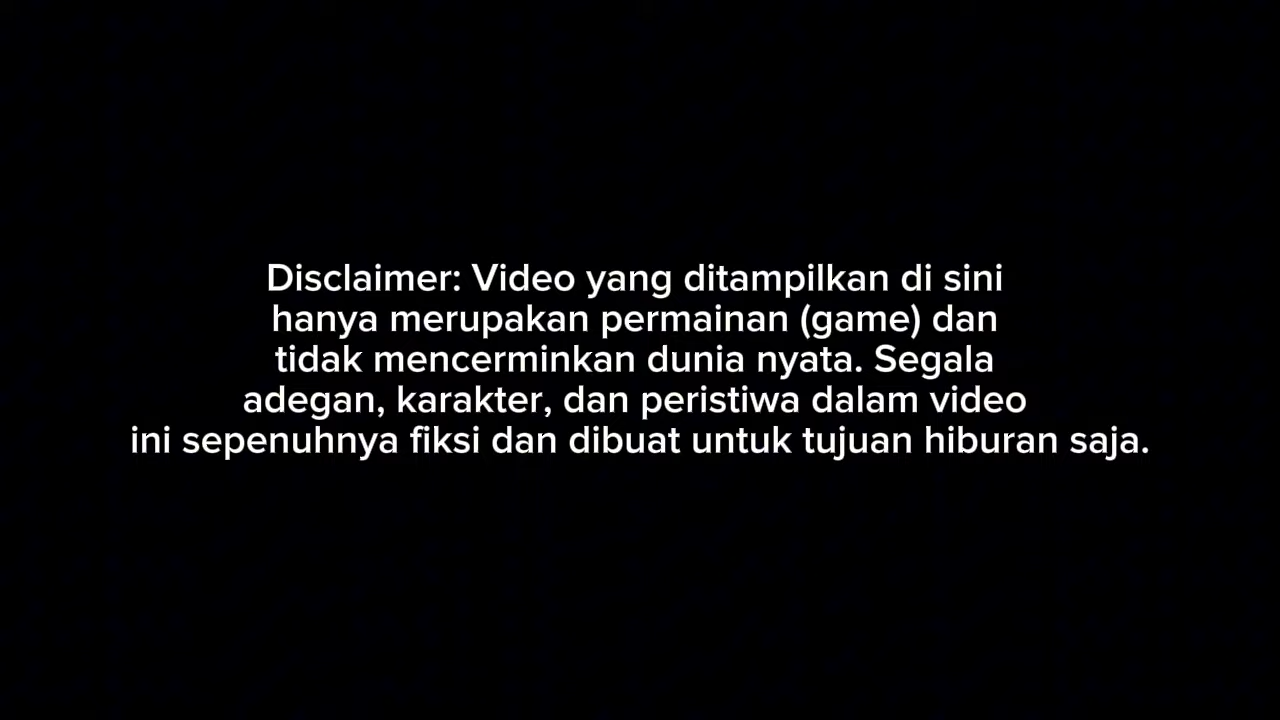 Disclaimer: Video yang ditampilkan di sini
hanya merupakan permainan (game) dan
tidak mencerminkan dunia nyata. Segala
adegan, karakter, dan peristiwa dalam video
ini sepenuhnya fiksi dan dibuat untuk tujuan hiburan saja.